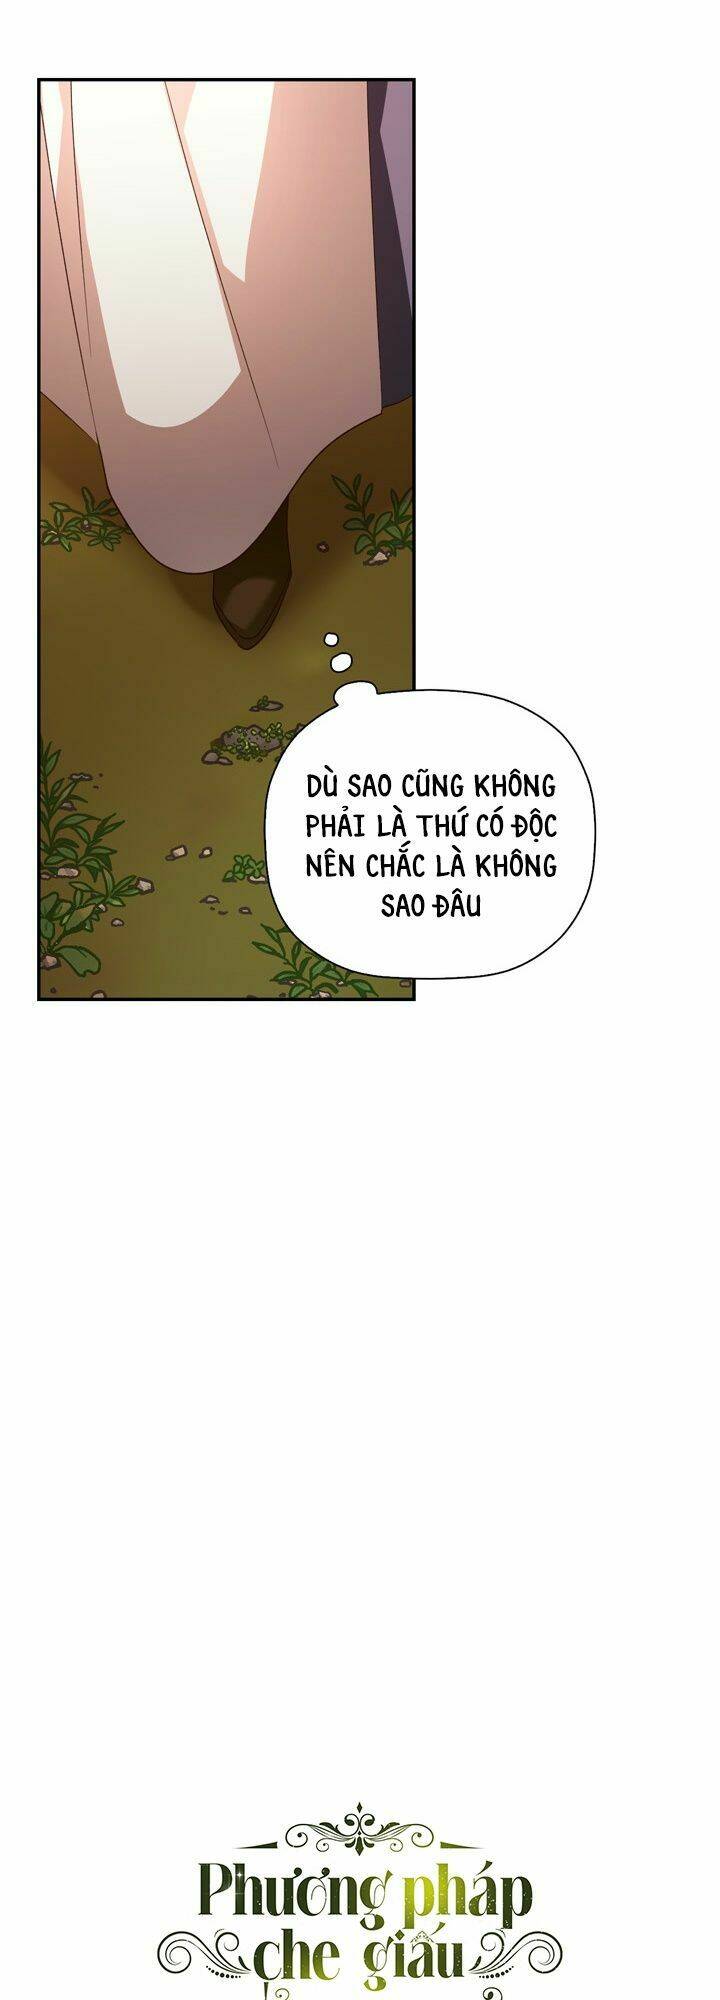 DÙ SAO CŨNG KHÔNG
PHẢI LÀ THỨ CÓ ĐỘC
NÊN CHẮC LÀ KHÔNG
SAO ĐÂU
Phương pháp
che giấu